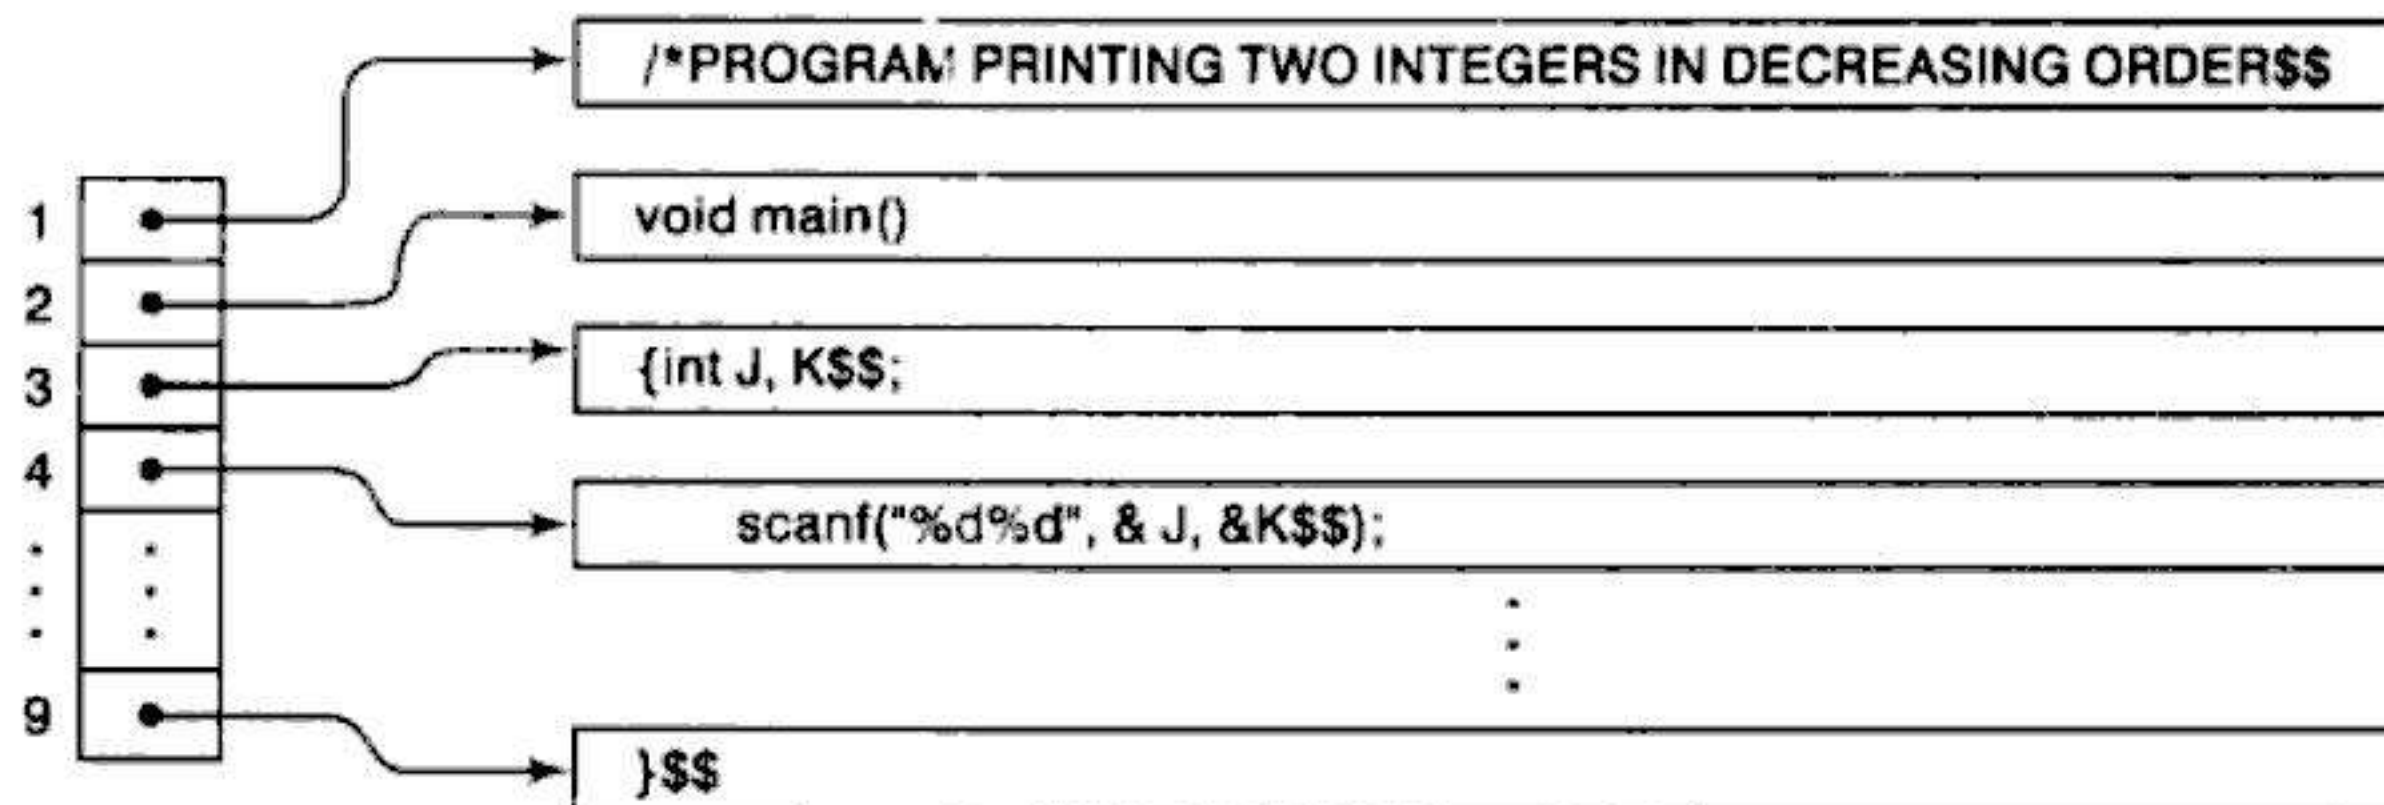 /*PROGRAM PRINTING TWO INTEGERS IN DECREASING ORDER$$
1 void main()
2
{int J, K$$;
3
4
scanf("%d%d", & J, &K$$);
9
}$$